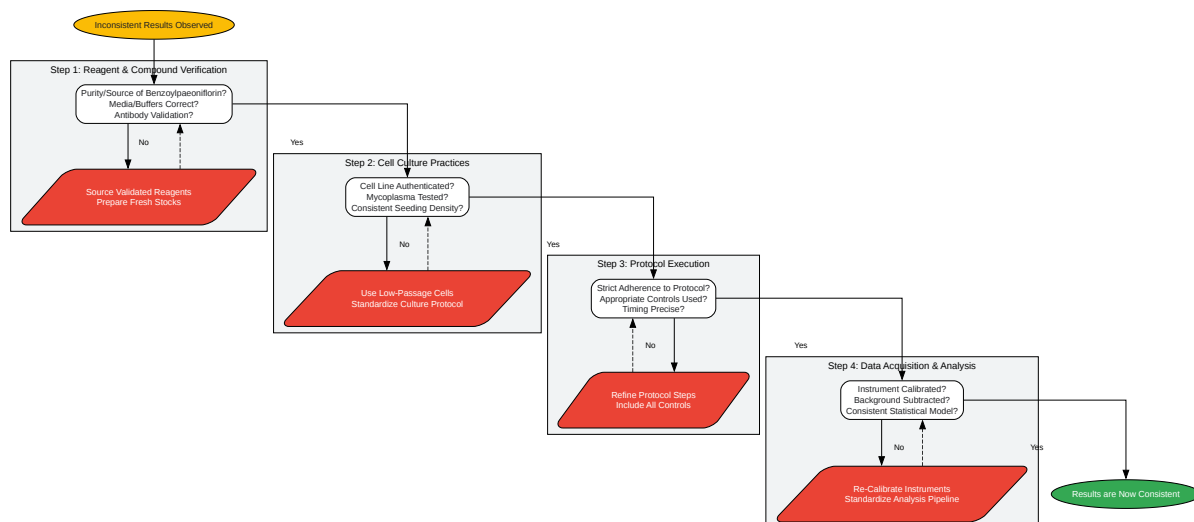 Inconsistent Results Observed
Step 1: Reagent & Compound Verification
Purity/Source of Benzoylpaeoniflorin?
Media/Buffers Correct?
Antibody Validation?
No
Yes
Source Validated Reagents
Prepare Fresh Stocks
Step 2: Cell Culture Practices
Cell Line Authenticated?
Mycoplasma Tested?
Consistent Seeding Density?
No
Yes
Use Low-Passage Cells
Standardize Culture Protocol
Step 3: Protocol Execution
Strict Adherence to Protocol?
Appropriate Controls Used?
Timing Precise?
No
Yes
Refine Protocol Steps
Include All Controls
Step 4: Data Acquisition & Analysis
Instrument Calibrated?
Background Subtracted?
Consistent Statistical Model?
No
Yes
Re-Calibrate Instruments
Standardize Analysis Pipeline
Results are Now Consistent